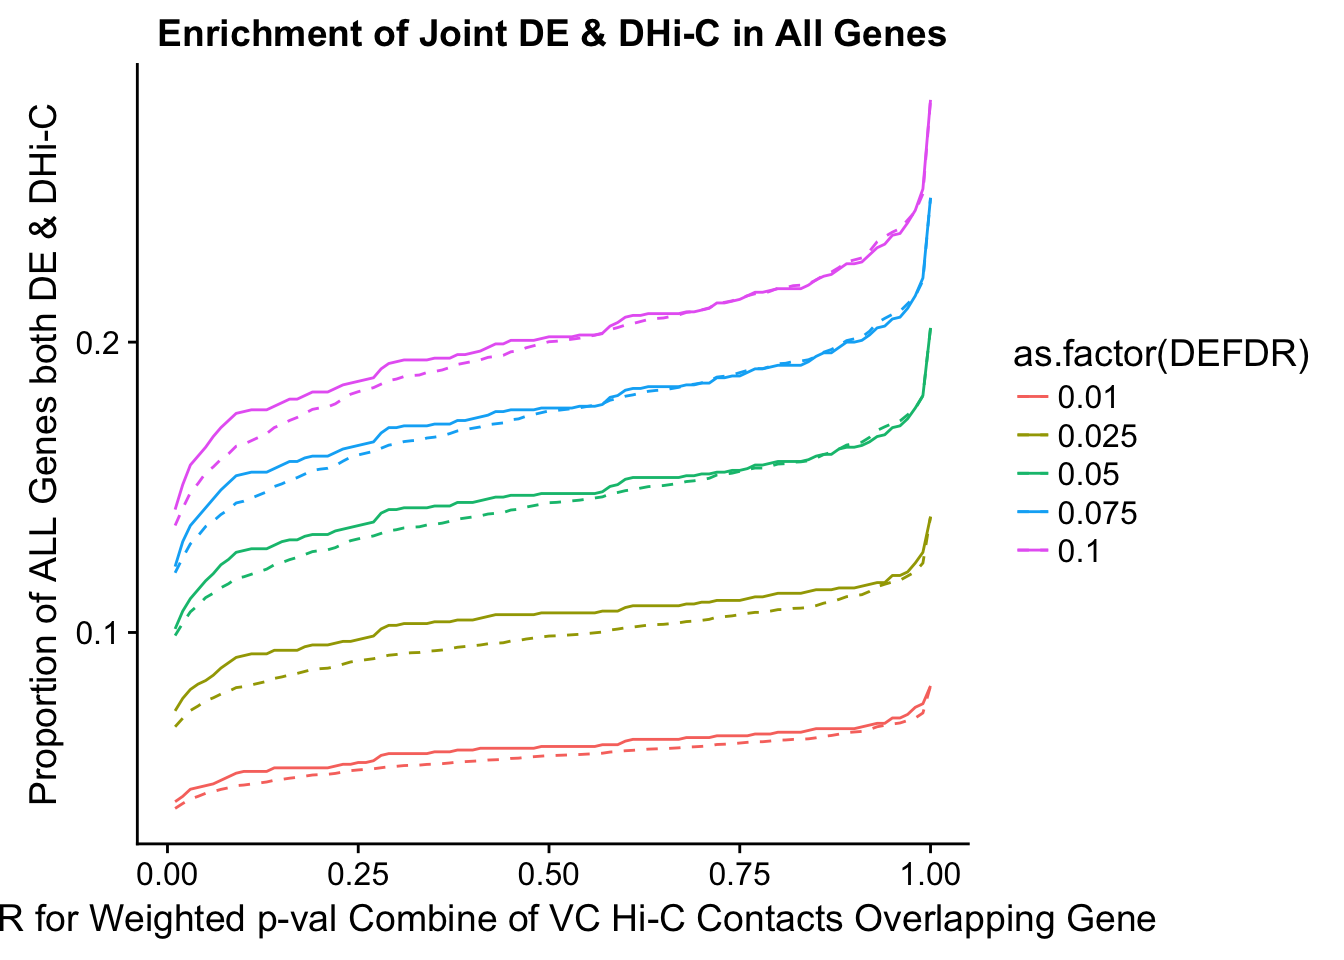 Enrichment of Joint DE & DHi-C in All Genes
Proportion of ALL Genes both DE & DHi-C
0.2
0.1
0.00 0.25 0.50 0.75 1.00
R for Weighted p-val Combine of VC Hi-C Contacts Overlapping Gene
as.factor(DEFDR)
0.01
0.025
0.05
0.075
0.1